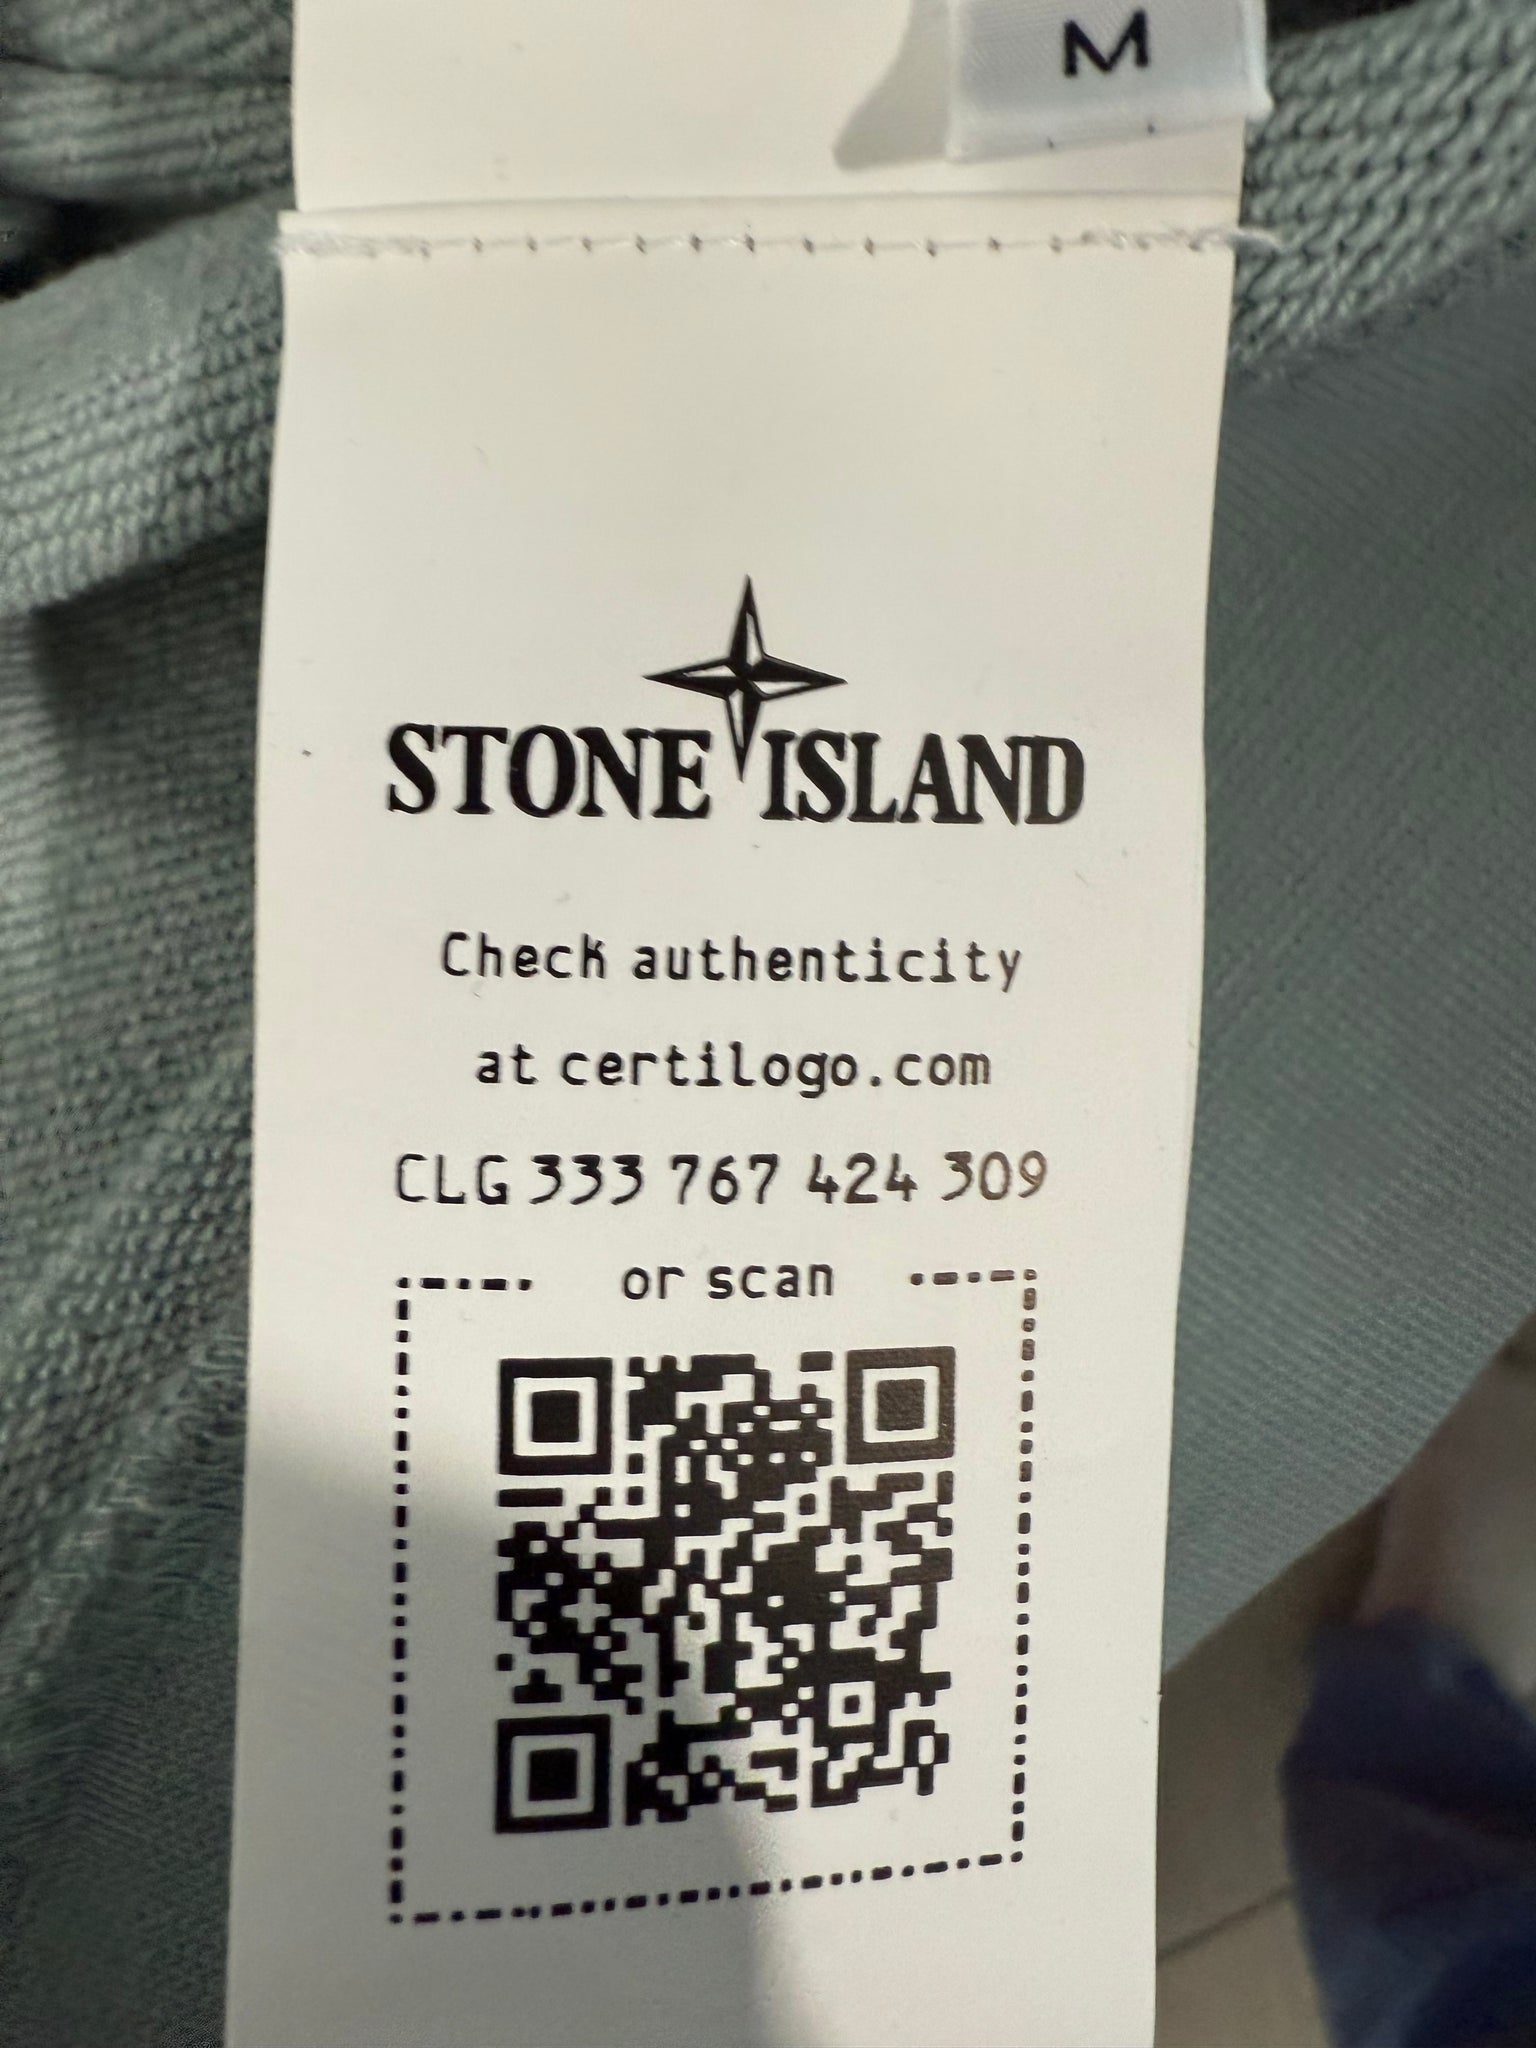 M
STONE ISLAND
Check authenticity
at certilogo.com
CLG 333 767 424 309
or scan